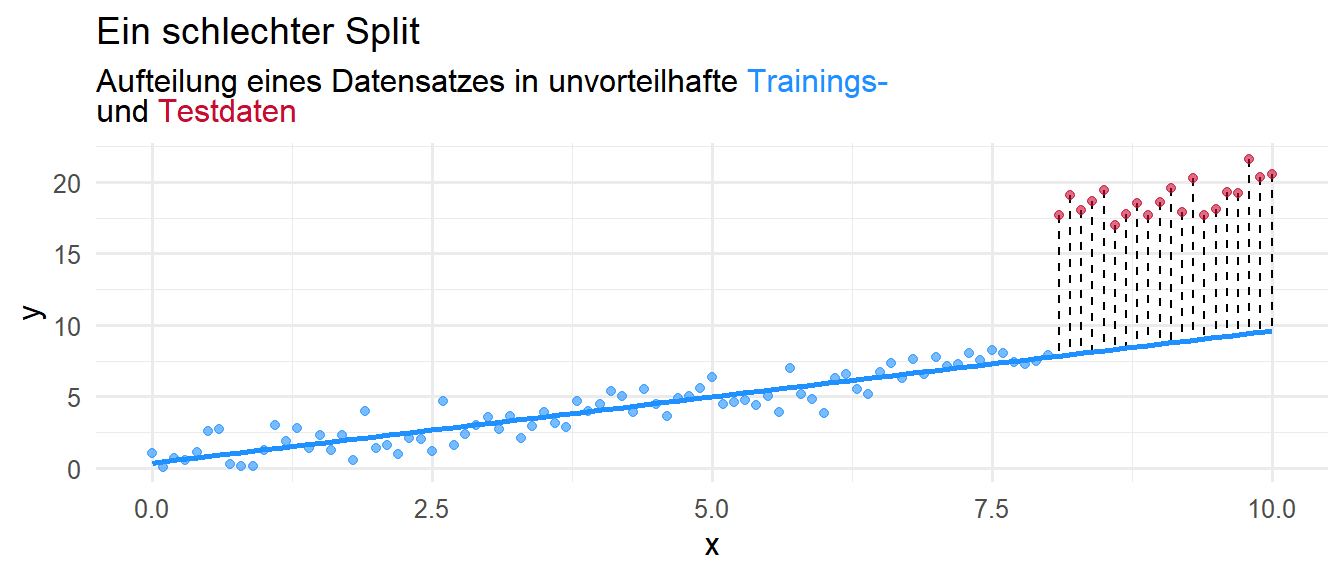 Ein schlechter Split
Aufteilung eines Datensatzes in unvorteilhafte Trainings-
und Testdaten
20
15
10
5
0
y
0.0 2.5 5.0 7.5 10.0
x